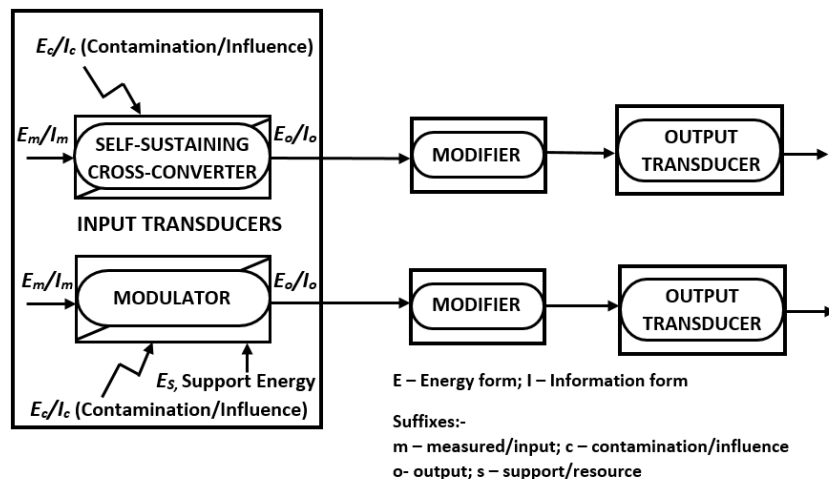 Ec/Ic (Contamination/Influence)
Em/Im
SELF-SUSTAINING
CROSS-CONVERTER
Eo/Io
MODIFIER
OUTPUT
TRANSDUCER
INPUT TRANSDUCERS
Em/Im
MODULATOR
Eo/Io
MODIFIER
OUTPUT
TRANSDUCER
ES, Support Energy
Ec/Ic (Contamination/Influence)
E – Energy form; I – Information form
Suffixes:-
m – measured/input; c – contamination/influence
o- output; s – support/resource